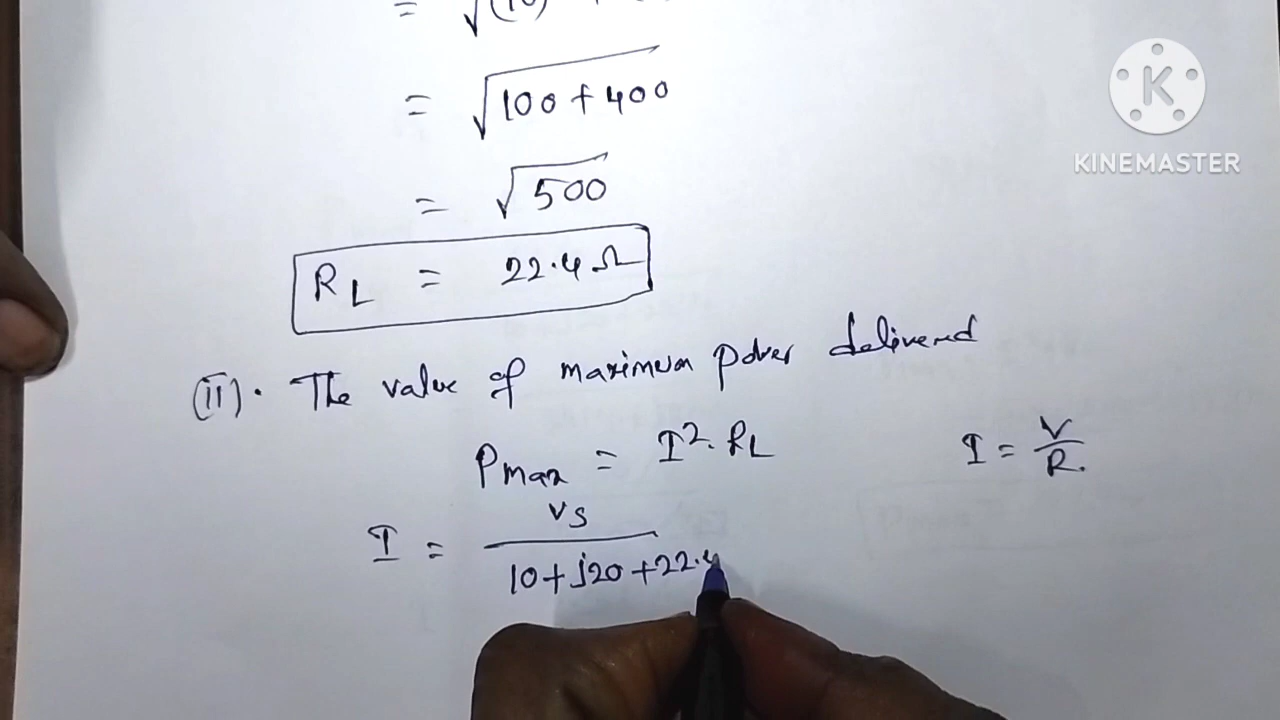 = √(10)
= √100 + 400
= √500
R_L = 22.4 Ω
(ii). The value of maximum power delivered
P_max = I². R_L I = V/R.
I = Vs / 10 + j20 + 22.4
K
KINEMASTER